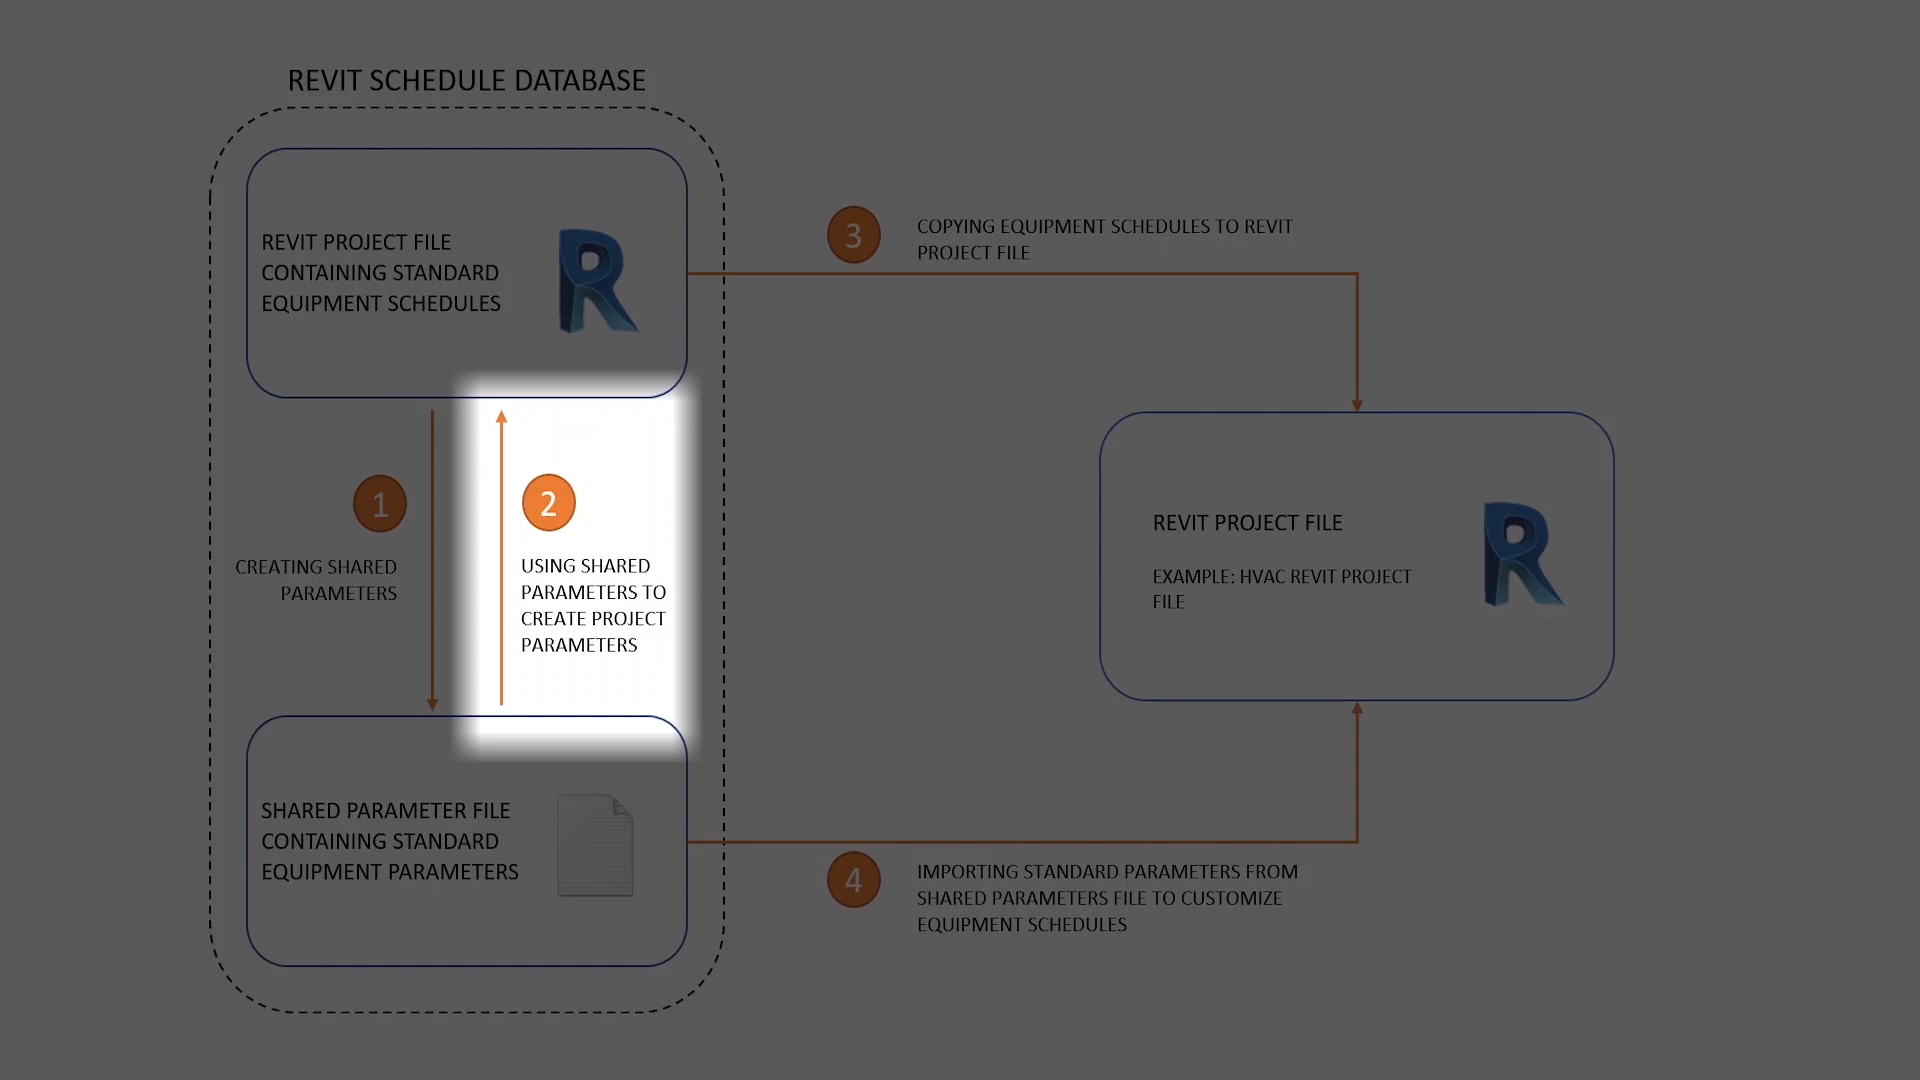 REVIT SCHEDULE DATABASE
REVIT PROJECT FILE
CONTAINING STANDARD
EQUIPMENT SCHEDULES
3
COPYING EQUIPMENT SCHEDULES TO REVIT
PROJECT FILE
1
CREATING SHARED
PARAMETERS
2
USING SHARED
PARAMETERS TO
CREATE PROJECT
PARAMETERS
REVIT PROJECT FILE
EXAMPLE: HVAC REVIT PROJECT
FILE
SHARED PARAMETER FILE
CONTAINING STANDARD
EQUIPMENT PARAMETERS
4
IMPORTING STANDARD PARAMETERS FROM
SHARED PARAMETERS FILE TO CUSTOMIZE
EQUIPMENT SCHEDULES